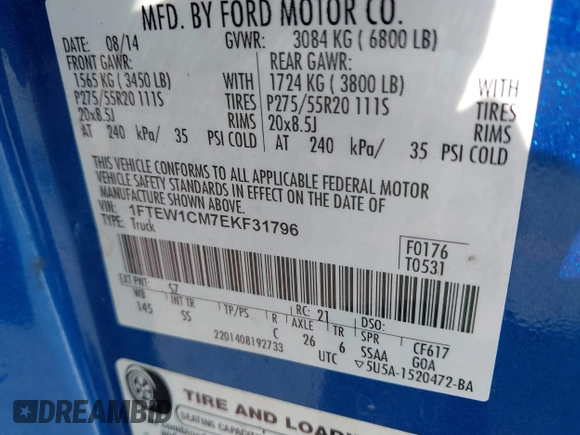 MFD. BY FORD MOTOR CO.
DATE: 08/14 GVWR: 3084 KG ( 6800 LB)
FRONT GAWR: REAR GAWR:
1565 KG ( 3450 LB) WITH 1724 KG ( 3800 LB) WITH
P275/55R20 111S TIRES P275/55R20 111S TIRES
20x8.5J RIMS 20x8.5J RIMS
AT 240 kPa/ 35 PSI COLD AT 240 kPa/ 35 PSI COLD
THIS VEHICLE CONFORMS TO ALL APPLICABLE FEDERAL MOTOR
VEHICLE SAFETY STANDARDS IN EFFECT ON THE DATE OF
MANUFACTURE SHOWN ABOVE.
VIN: 1FTEW1CM7EKF31796
TYPE: Truck
F0176
T0531
EXT PNT: SZ RC: 21 DSO:
WB INT TR TP/PS R AXLE TR SPR
145 SS C 26 6 SSAA CF617
GOA
2201408192733 UTC ▽5U5A-1520472-BA
TIRE AND LOADI
SEATING CAPACITY
DREAMBID